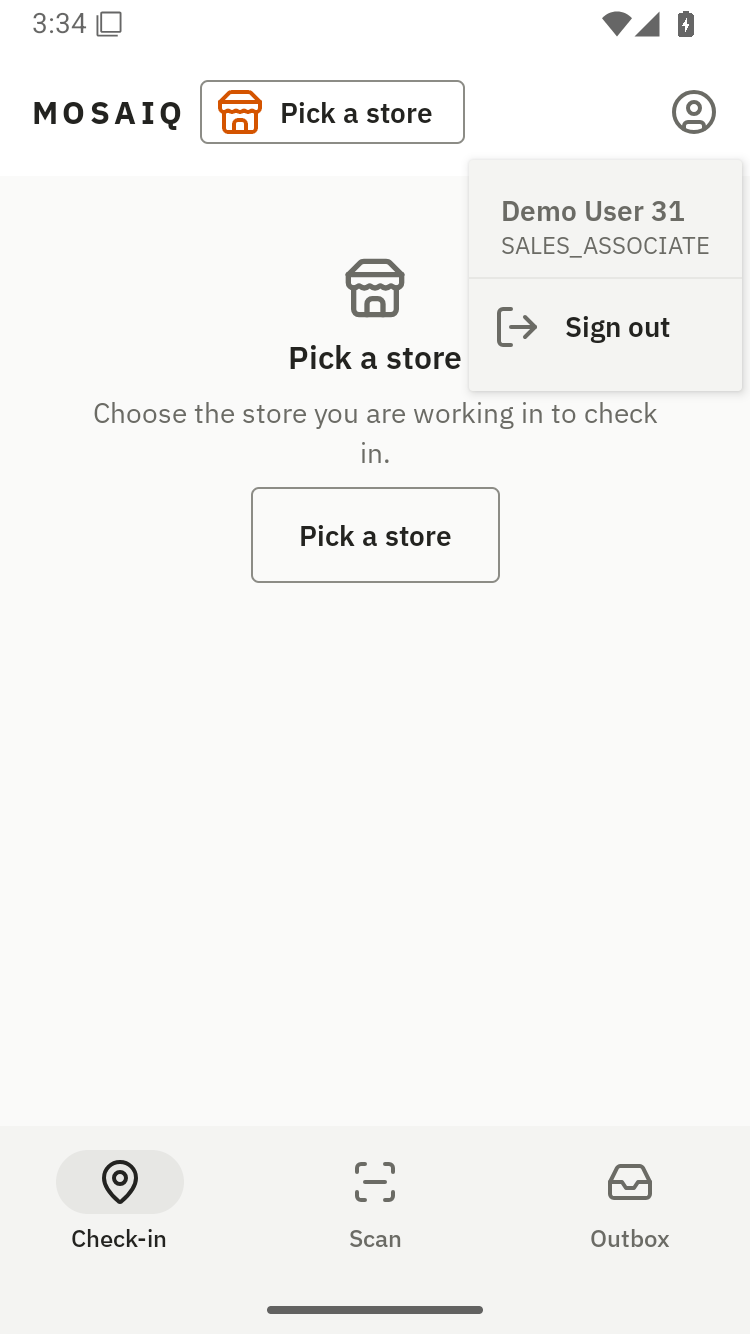 3:34
MOSAIQ
Pick a store
Demo User 31
SALES_ASSOCIATE
Sign out
Pick a store
Choose the store you are working in to check
in.
Pick a store
Check-in
Scan
Outbox